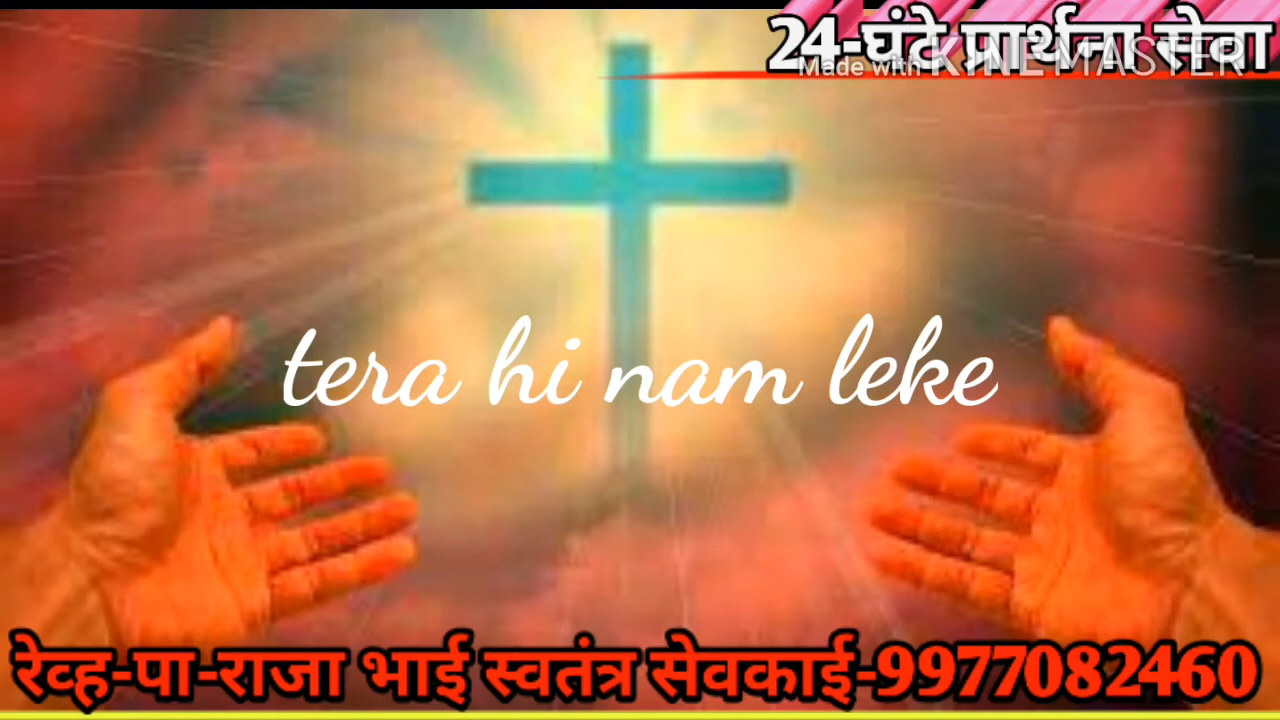 24-घंटे प्रार्थना सेवा
Made with KINEMASTER
tera hi nam leke
रेव्ह-पा-राजा भाई स्वतंत्र सेवकाई-9977082460